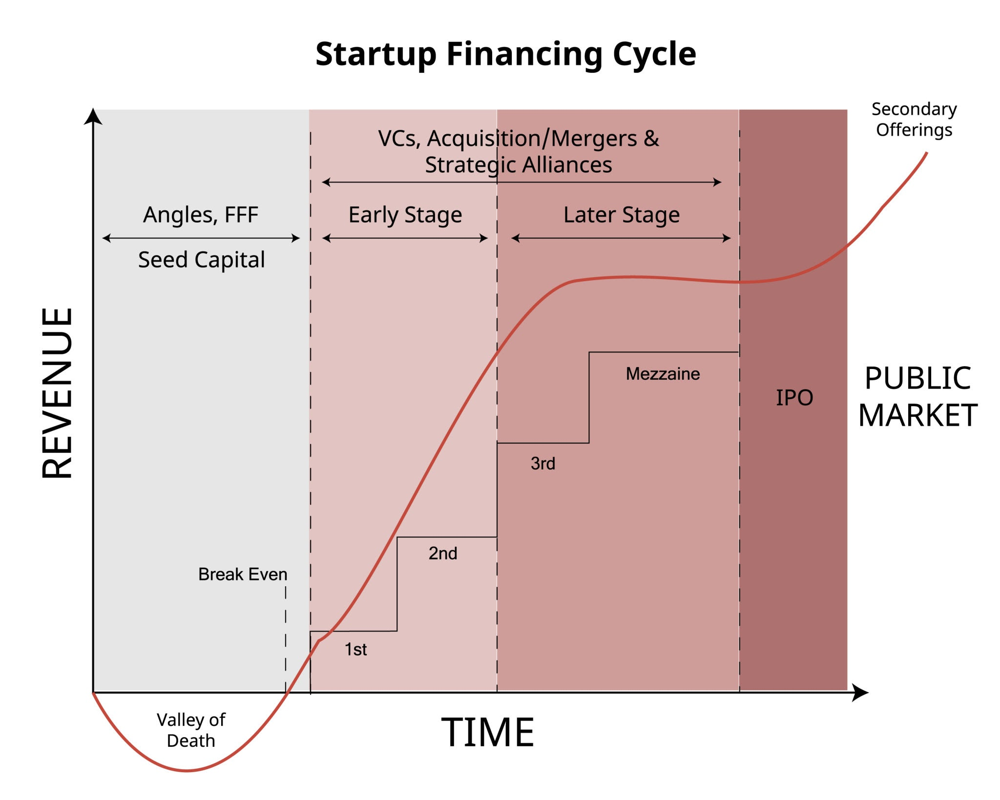 Startup Financing Cycle
Secondary
Offerings
VCs, Acquisition/Mergers &
Strategic Alliances
Angles, FFF
Early Stage
Later Stage
Seed Capital
REVENUE
Mezzaine
IPO
PUBLIC
MARKET
3rd
2nd
Break Even
1st
Valley of
Death
TIME